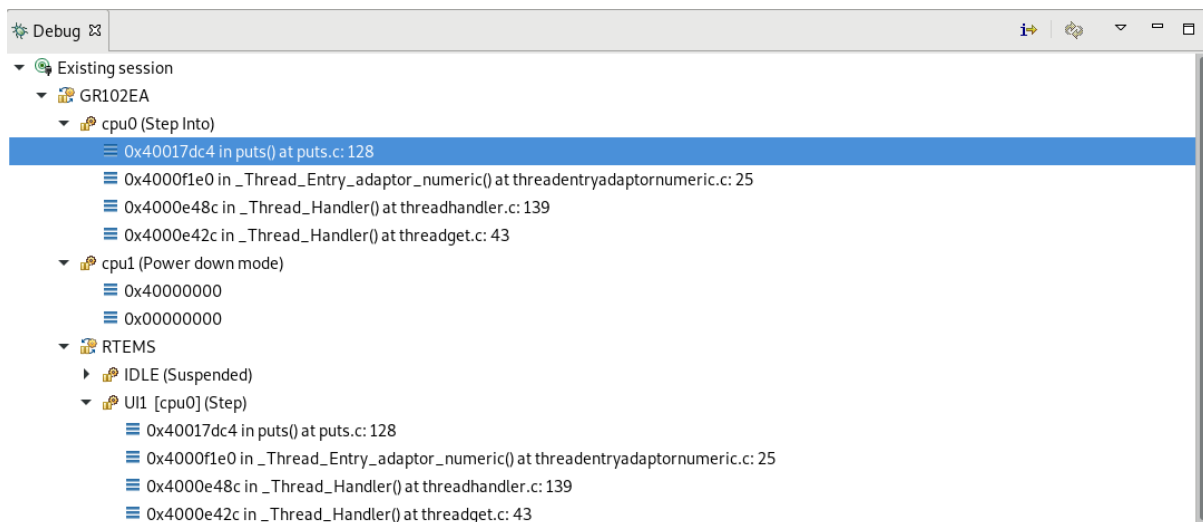 Debug
Existing session
GR102EA
cpu0 (Step Into)
0x40017dc4 in puts() at puts.c: 128
0x4000f1e0 in _Thread_Entry_adaptor_numeric() at threadentryadaptornumeric.c: 25
0x4000e48c in _Thread_Handler() at threadhandler.c: 139
0x4000e42c in _Thread_Handler() at threadget.c: 43
cpu1 (Power down mode)
0x40000000
0x00000000
RTEMS
IDLE (Suspended)
UI1 [cpu0] (Step)
0x40017dc4 in puts() at puts.c: 128
0x4000f1e0 in _Thread_Entry_adaptor_numeric() at threadentryadaptornumeric.c: 25
0x4000e48c in _Thread_Handler() at threadhandler.c: 139
0x4000e42c in _Thread_Handler() at threadget.c: 43